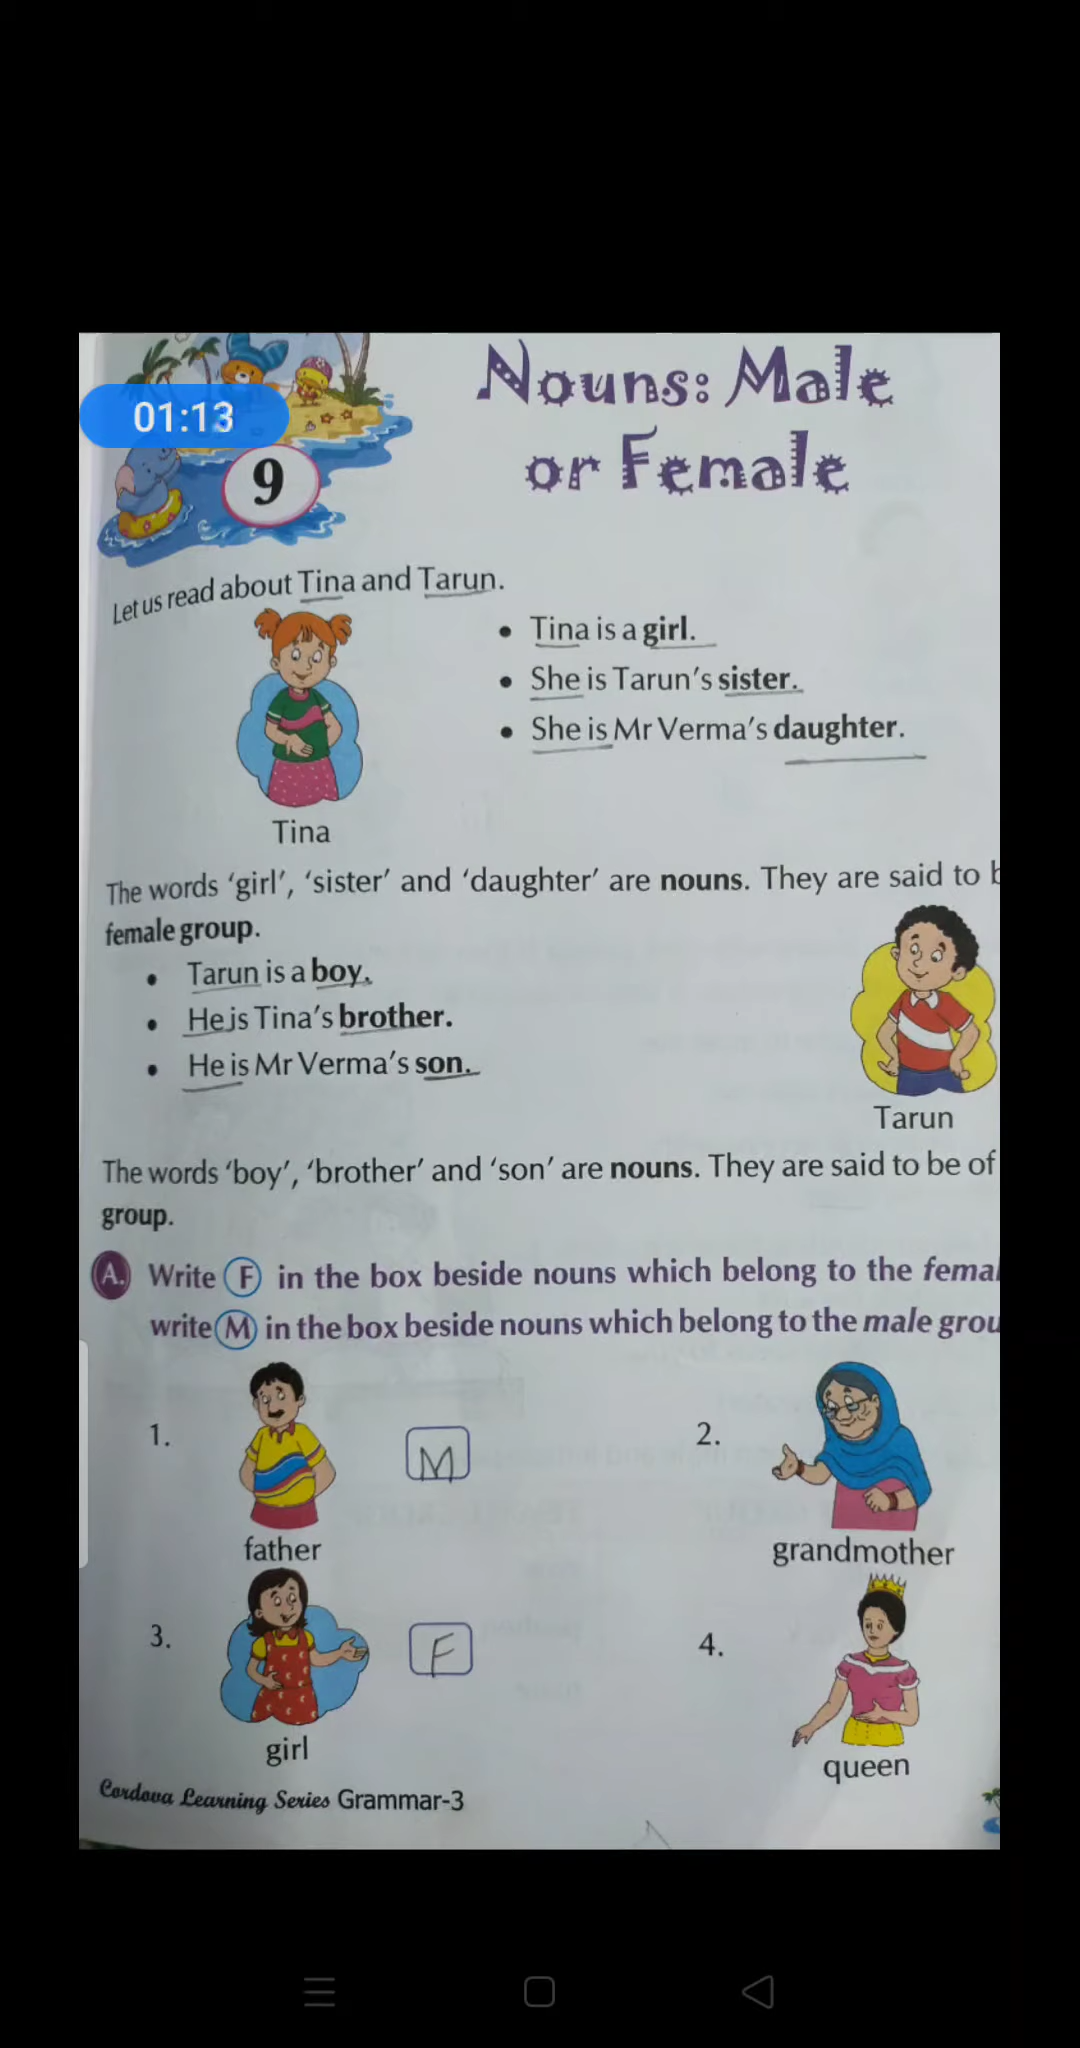 Nouns: Male
01:13
or Female
9
Let us read about Tina and Tarun.
• Tina is a girl.
• She is Tarun's sister.
• She is Mr Verma's daughter.
Tina
The words ‘girl’, ‘sister’ and ‘daughter’ are nouns. They are said to
female group.
• Tarun is a boy.
• He is Tina's brother.
• He is Mr Verma's son.
Tarun
The words ‘boy’, ‘brother’ and ‘son’ are nouns. They are said to be of
group.
A. Write F in the box beside nouns which belong to the
write M in the box beside nouns which belong to the male
1. M 2.
father grandmother
3. F 4.
girl queen
Cordova Learning Series Grammar-3